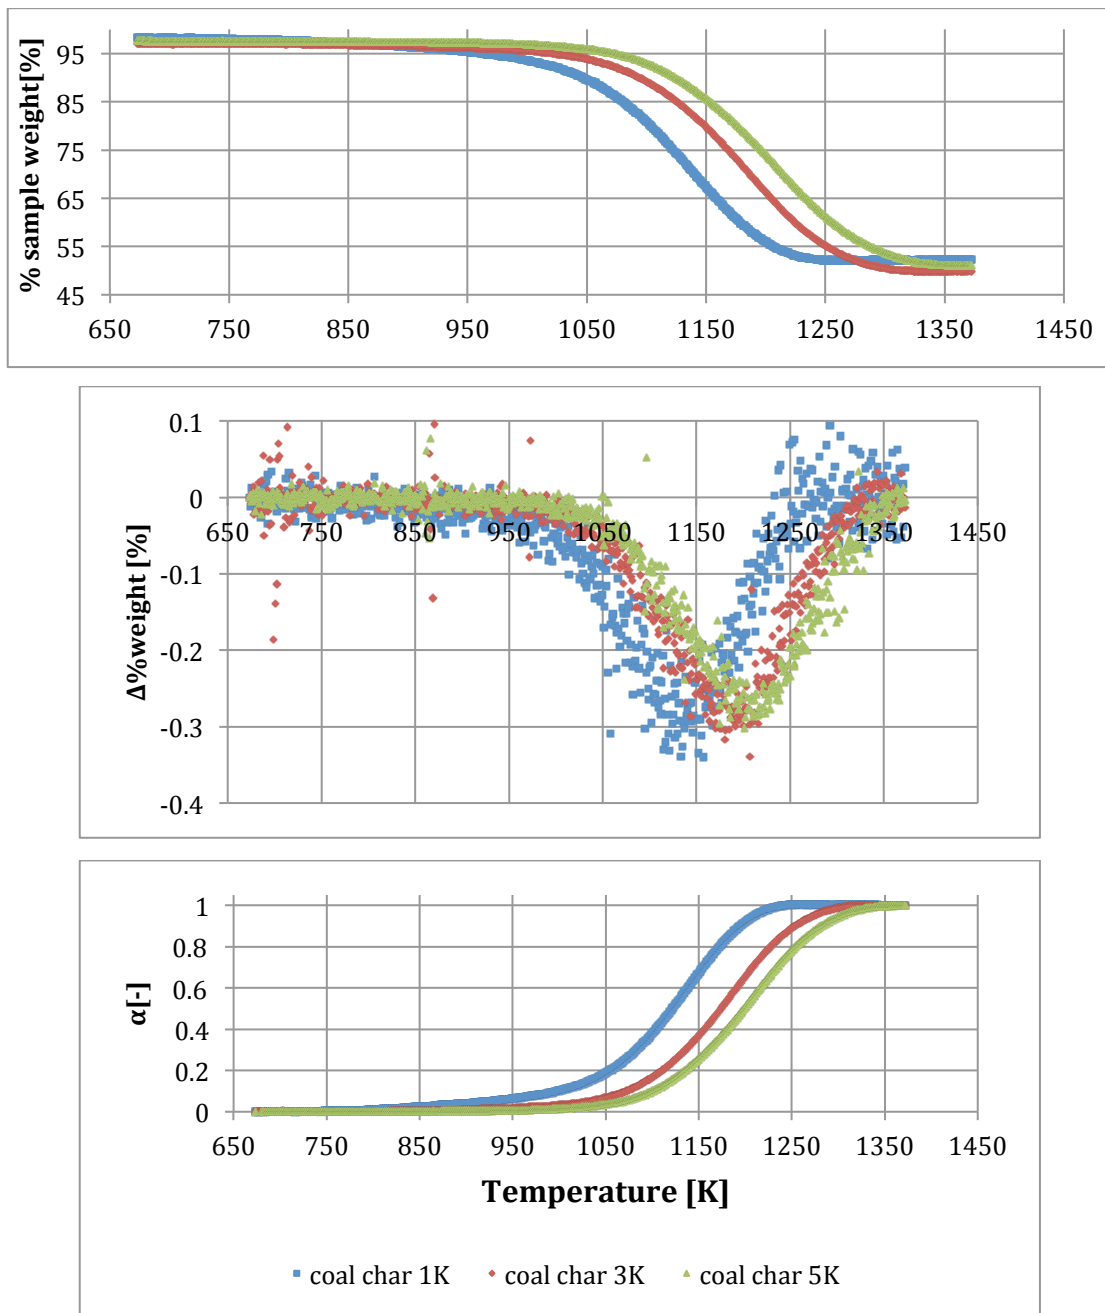 % sample weight[%]
95
85
75
65
55
45
650 750 850 950 1050 1150 1250 1350 1450
Δ%weight [%]
0.1
0
650 750 850 950 1050 1150 1250 1350 1450
-0.1
-0.2
-0.3
-0.4
α[-]
1
0.8
0.6
0.4
0.2
0
650 750 850 950 1050 1150 1250 1350 1450
Temperature [K]
coal char 1K coal char 3K coal char 5K